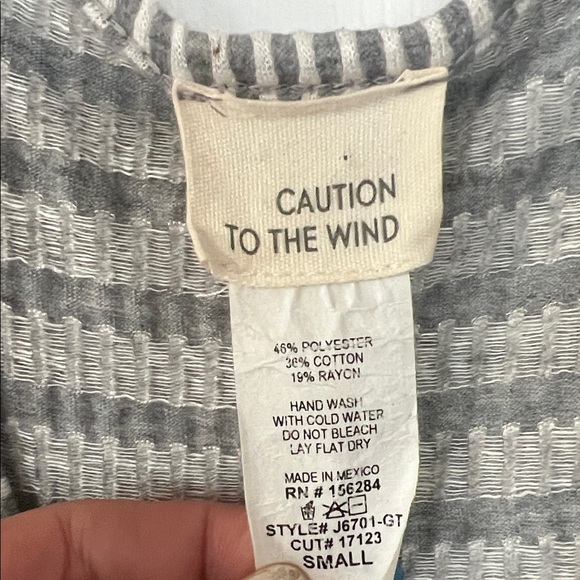 CAUTION
TO THE WIND
46% POLYESTER
36% COTTON
19% RAYON
HAND WASH
WITH COLD WATER
DO NOT BLEACH
LAY FLAT DRY
MADE IN MEXICO
RN # 156284
STYLE# J6701-GT
CUT# 17123
SMALL